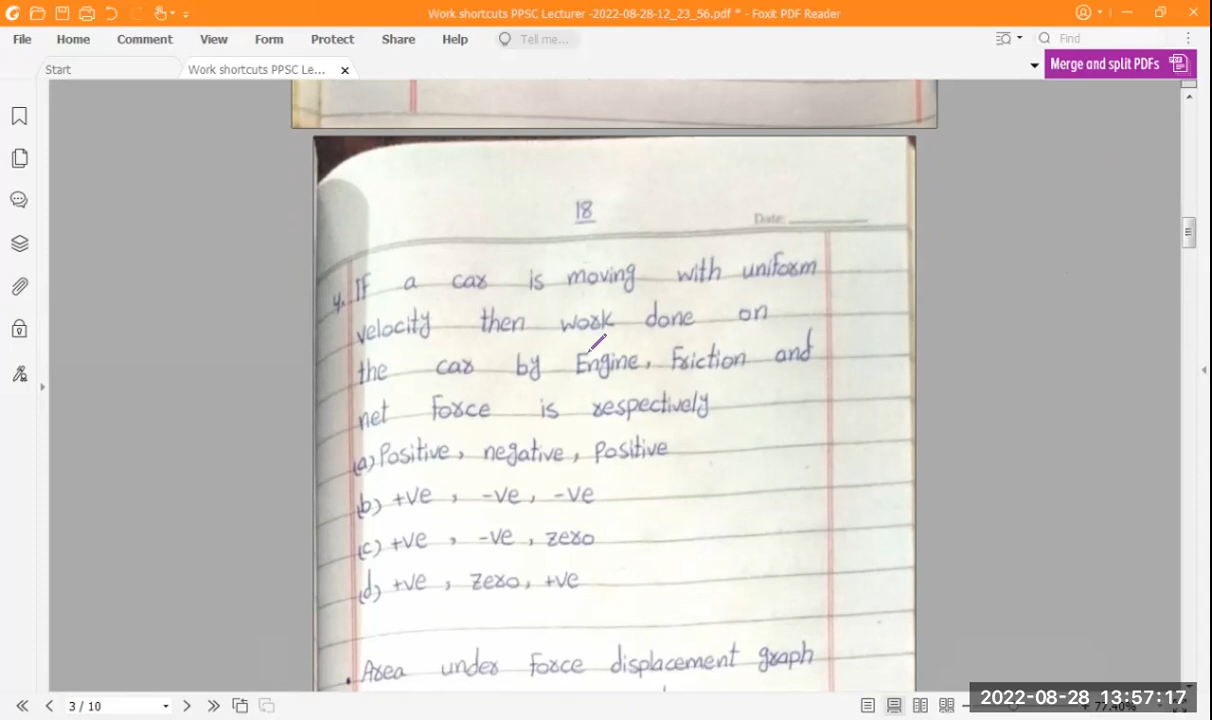 Work shortcuts PPSC Lecturer -2022-08-28-12_23_56.pdf * - Foxit PDF Reader
File Home Comment View Form Protect Share Help Tell me... Find
Start Work shortcuts PPSC Le... Merge and split PDFs
18
Date:
4. If a car is moving with uniform
velocity then work done on
the car by Engine, Friction and
net force is respectively
(a) Positive, negative, Positive
(b) +ve , -ve, -ve
(c) +ve , -ve, zero
(d) +ve , zero, +ve
. Area under force displacement graph
3 / 10
2022-08-28 13:57:17